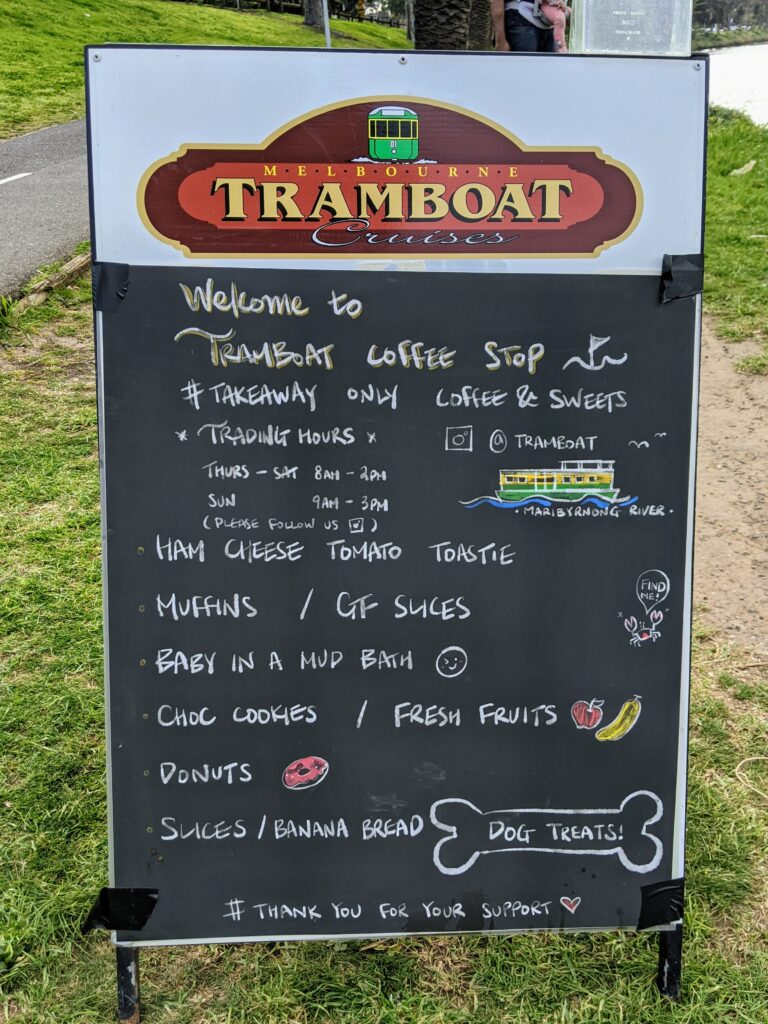 M·E·L·B·O·U·R·N·E
TRAMBOAT
Cruises
Welcome to
TRAMBOAT COFFEE STOP
# TAKEAWAY ONLY COFFEE & SWEETS
* TRADING HOURS *
@ TRAMBOAT
THURS - SAT 8AM - 2PM
SUN 9AM - 3PM
· MARIBYRNONG RIVER ·
(PLEASE FOLLOW US)
· HAM CHEESE TOMATO TOASTIE
FIND ME!
· MUFFINS / GF SLICES
· BABY IN A MUD BATH
· CHOC COOKIES / FRESH FRUITS
· DONUTS
· SLICES / BANANA BREAD
DOG TREATS!
# THANK YOU FOR YOUR SUPPORT